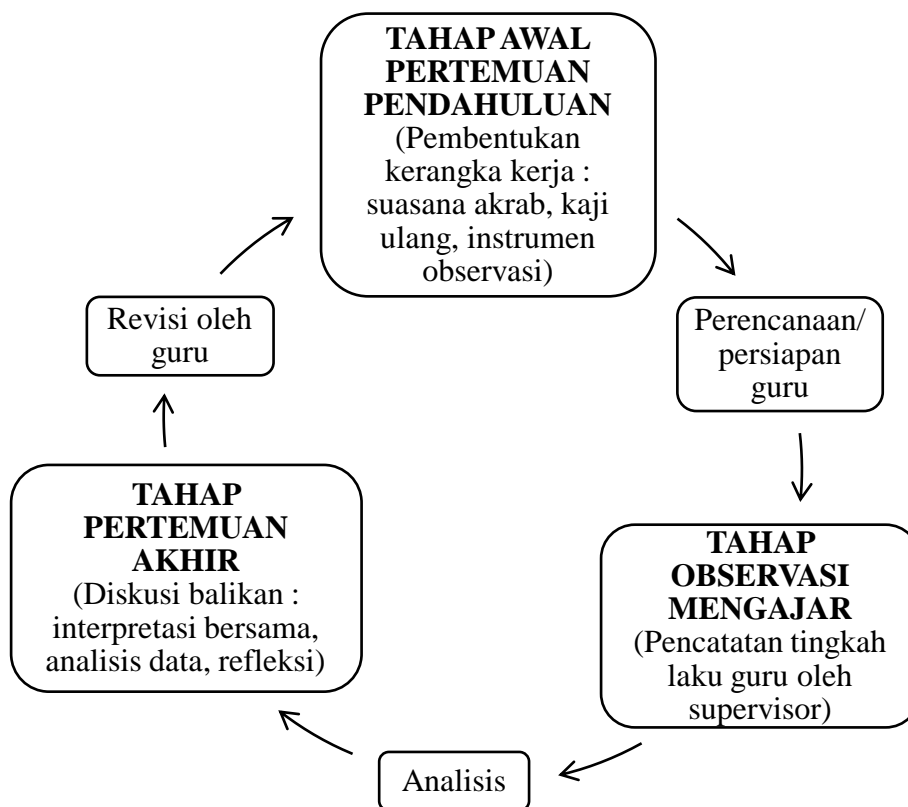 TAHAP AWAL
PERTEMUAN
PENDAHULUAN
(Pembentukan
kerangka kerja :
suasana akrab, kaji
ulang, instrumen
observasi)
Perencanaan/
persiapan
guru
TAHAP
OBSERVASI
MENGAJAR
(Pencatatan tingkah
laku guru oleh
supervisor)
Analisis
TAHAP
PERTEMUAN
AKHIR
(Diskusi balikan :
interpretasi bersama,
analisis data, refleksi)
Revisi oleh
guru